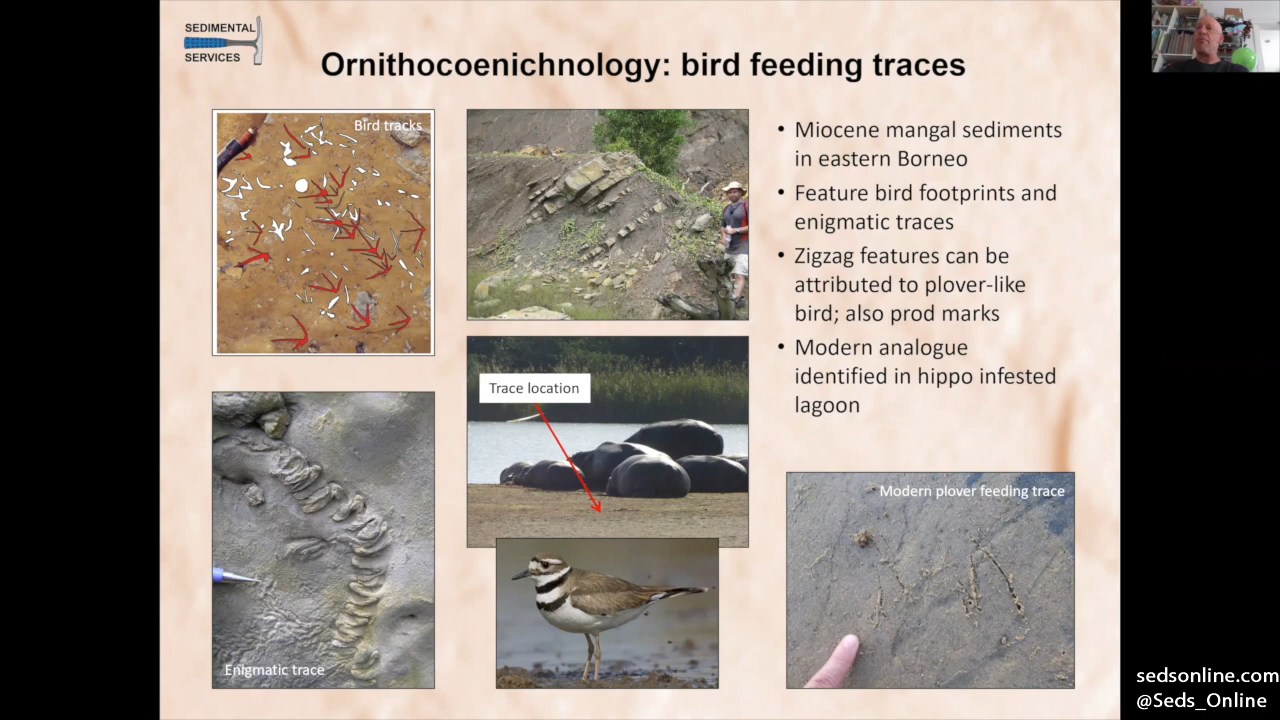 SEDIMENTAL
SERVICES
Ornithocoenichnology: bird feeding traces
Bird tracks
• Miocene mangal sediments
in eastern Borneo
• Feature bird footprints and
enigmatic traces
• Zigzag features can be
attributed to plover-like
bird; also prod marks
• Modern analogue
identified in hippo infested
lagoon
Trace location
Modern plover feeding trace
Enigmatic trace
sedsonline.com
@Seds_Online